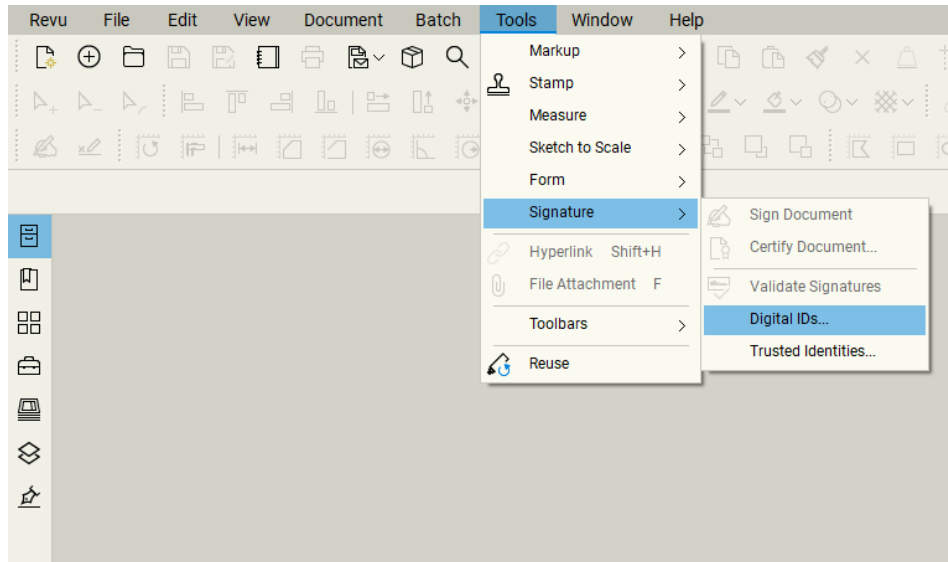 Revu File Edit View Document Batch Tools Window Help
Markup
Stamp
Measure
Sketch to Scale
Form
Signature
Hyperlink Shift+H
File Attachment F
Toolbars
Reuse
Sign Document
Certify Document...
Validate Signatures
Digital IDs...
Trusted Identities...